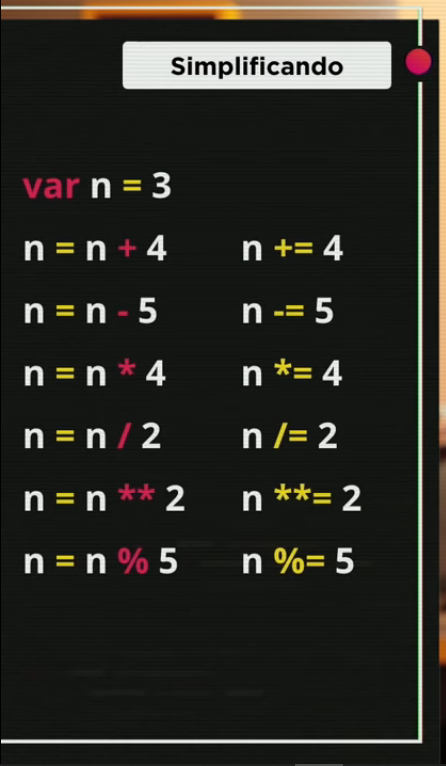 Simplificando
var n = 3
n = n + 4 n += 4
n = n - 5 n -= 5
n = n * 4 n *= 4
n = n / 2 n /= 2
n = n ** 2 n **= 2
n = n % 5 n %= 5